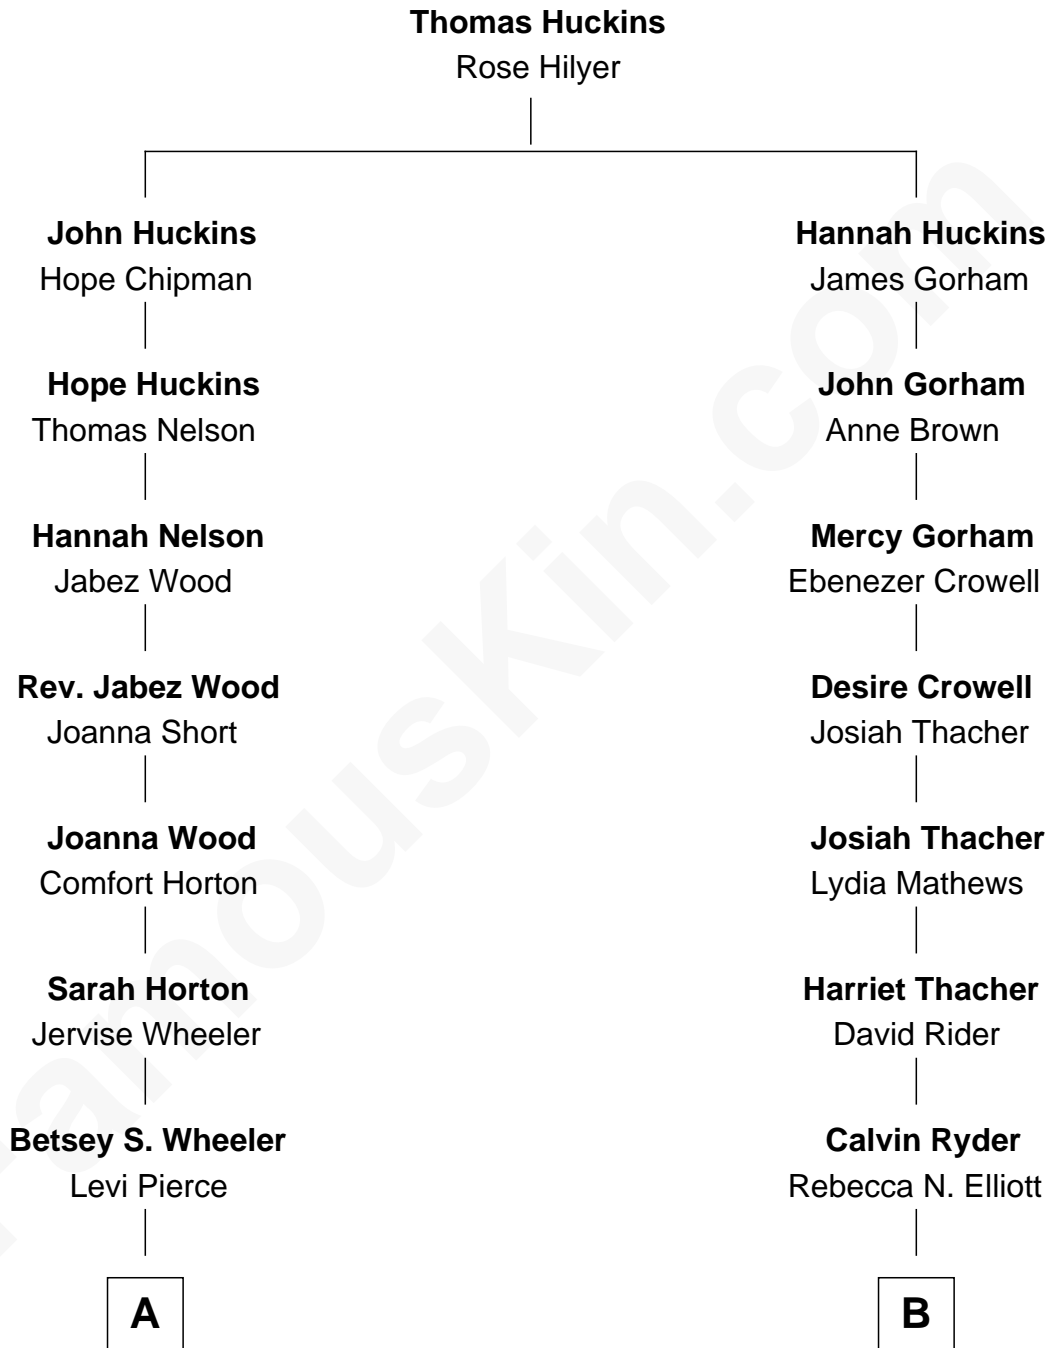 Thomas Huckins
Rose Hilyer
John Huckins
Hope Chipman
Hannah Huckins
James Gorham
Hope Huckins
Thomas Nelson
John Gorham
Anne Brown
Hannah Nelson
Jabez Wood
Mercy Gorham
Ebenezer Crowell
Rev. Jabez Wood
Joanna Short
Desire Crowell
Josiah Thacher
Joanna Wood
Comfort Horton
Josiah Thacher
Lydia Mathews
Sarah Horton
Jervise Wheeler
Harriet Thacher
David Rider
Betsey S. Wheeler
Levi Pierce
Calvin Ryder
Rebecca N. Elliott
A
B
FamousKin.com